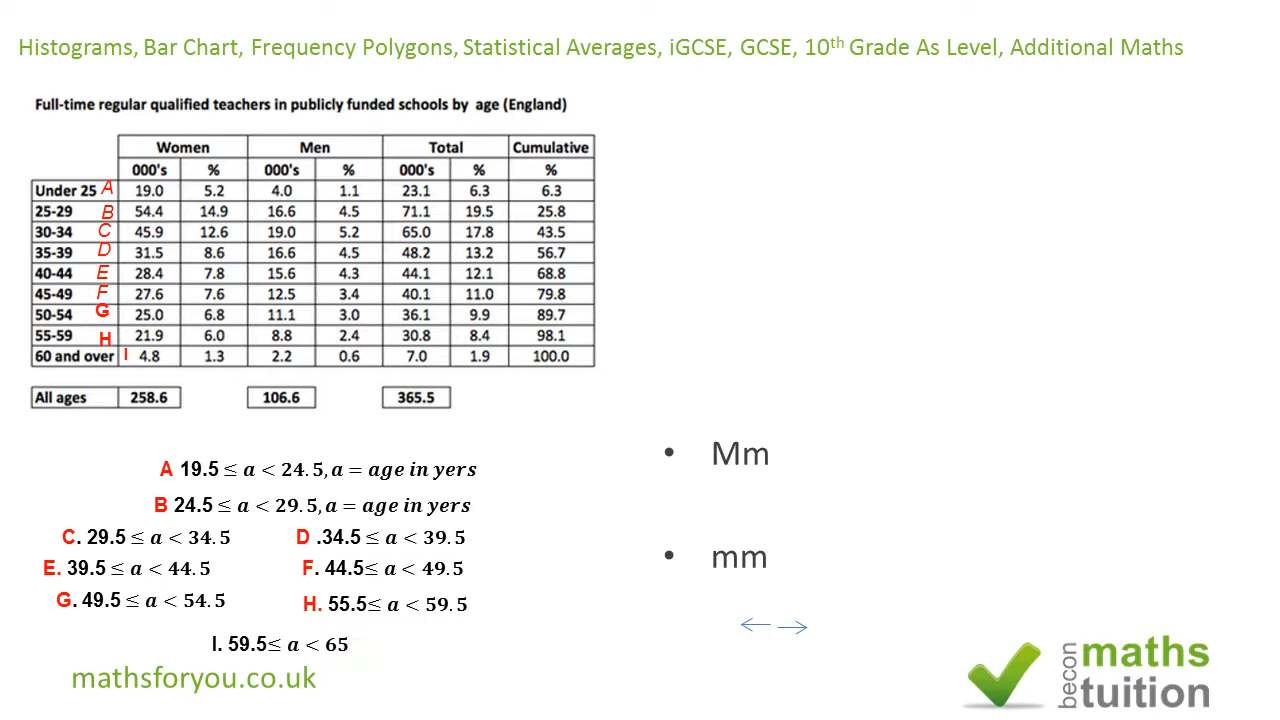 Histograms, Bar Chart, Frequency Polygons, Statistical Averages, iGCSE, GCSE, 10th Grade As Level, Additional Maths
Full-time regular qualified teachers in publicly funded schools by age (England)
Women Men Total Cumulative
000's % 000's % 000's % %
Under 25 A 19.0 5.2 4.0 1.1 23.1 6.3 6.3
25-29 B 54.4 14.9 16.6 4.5 71.1 19.5 25.8
30-34 C 45.9 12.6 19.0 5.2 65.0 17.8 43.5
35-39 D 31.5 8.6 16.6 4.5 48.2 13.2 56.7
40-44 E 28.4 7.8 15.6 4.3 44.1 12.1 68.8
45-49 F 27.6 7.6 12.5 3.4 40.1 11.0 79.8
50-54 G 25.0 6.8 11.1 3.0 36.1 9.9 89.7
55-59 H 21.9 6.0 8.8 2.4 30.8 8.4 98.1
60 and over I 4.8 1.3 2.2 0.6 7.0 1.9 100.0
All ages 258.6 106.6 365.5
A 19.5 ≤ a < 24.5, a = age in yers
B 24.5 ≤ a < 29.5, a = age in yers
C. 29.5 ≤ a < 34.5 D .34.5 ≤ a < 39.5
E. 39.5 ≤ a < 44.5 F. 44.5≤ a < 49.5
G. 49.5 ≤ a < 54.5 H. 55.5≤ a < 59.5
I. 59.5≤ a < 65
• Mm
• mm
mathsforyou.co.uk
becon maths tuition